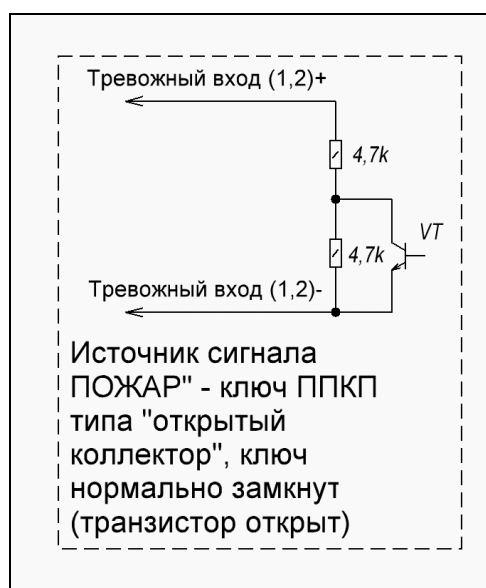 Тревожный вход (1,2)+
4,7k
VT
4,7k
Тревожный вход (1,2)-
Источник сигнала
ПОЖАР" - ключ ППКП
типа "открытый
коллектор", ключ
нормально замкнут
(транзистор открыт)